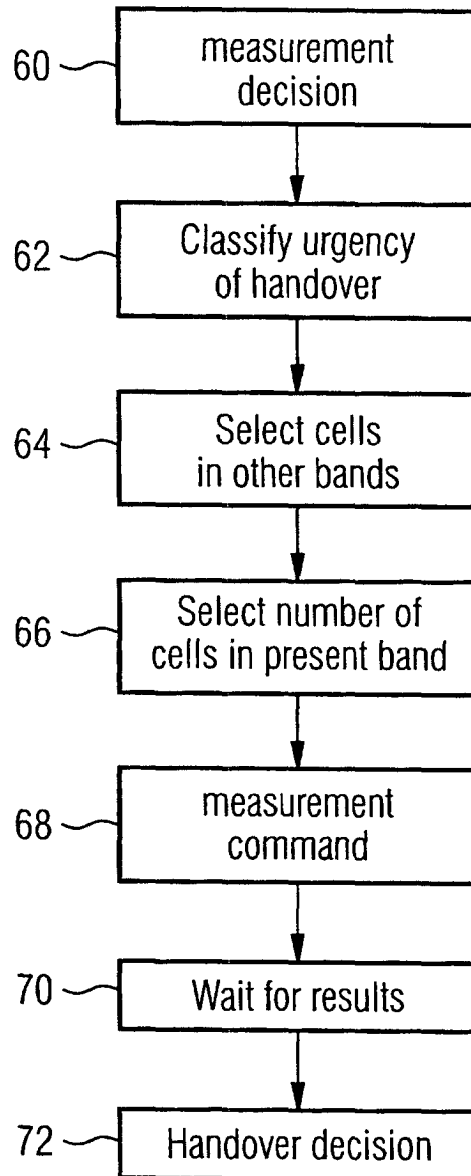 60
measurement
decision
62
Classify urgency
of handover
64
Select cells
in other bands
66
Select number of
cells in present band
68
measurement
command
70
Wait for results
72
Handover decision